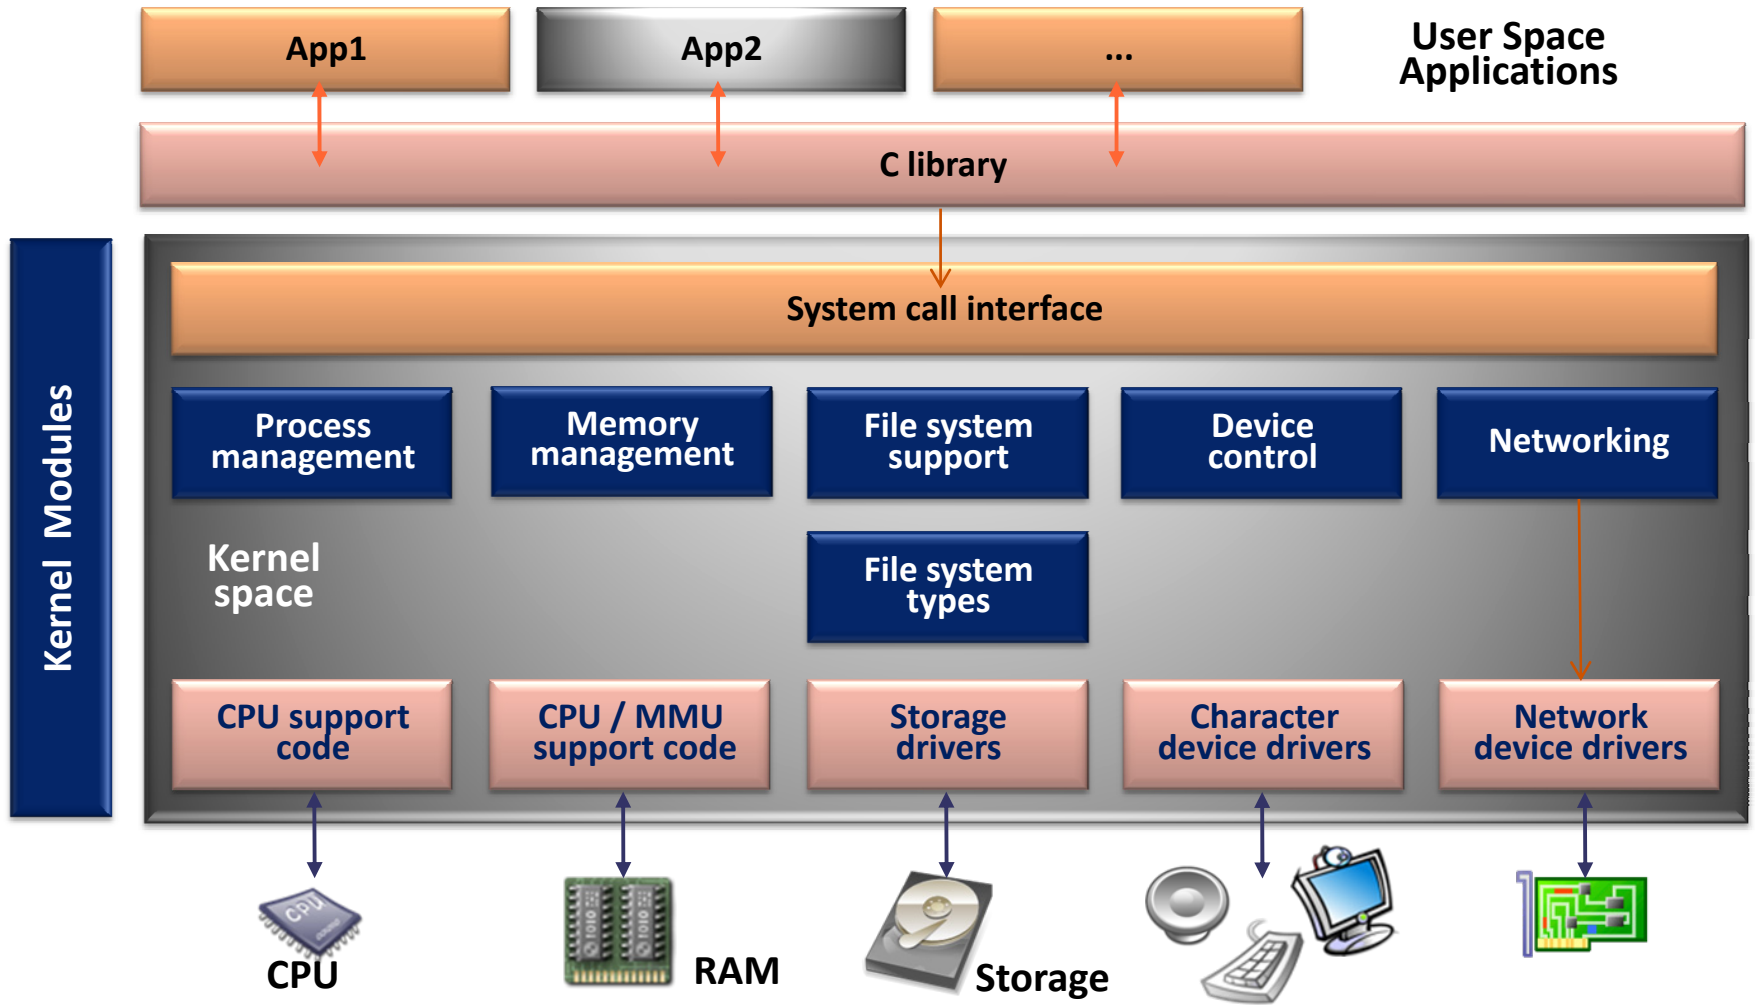 App1
App2
...
User Space
Applications
C library
System call interface
Kernel Modules
Process
management
Memory
management
File system
support
Device
control
Networking
Kernel
space
File system
types
CPU support
code
CPU / MMU
support code
Storage
drivers
Character
device drivers
Network
device drivers
CPU
CPU
RAM
Storage